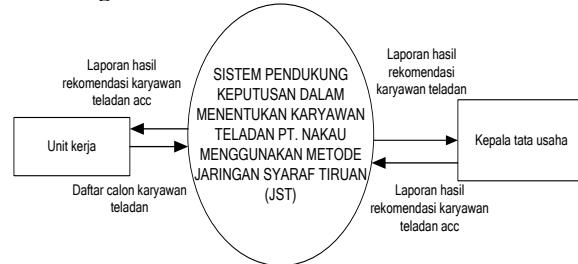 Laporan hasil
rekomendasi karyawan
teladan acc
Unit kerja
Daftar calon karyawan
teladan
SISTEM PENDUKUNG
KEPUTUSAN DALAM
MENENTUKAN KARYAWAN
TELADAN PT. NAKAU
MENGGUNAKAN METODE
JARINGAN SYARAF TIRUAN
(JST)
Laporan hasil
rekomendasi
karyawan teladan
Kepala tata usaha
Laporan hasil
rekomendasi karyawan
teladan acc